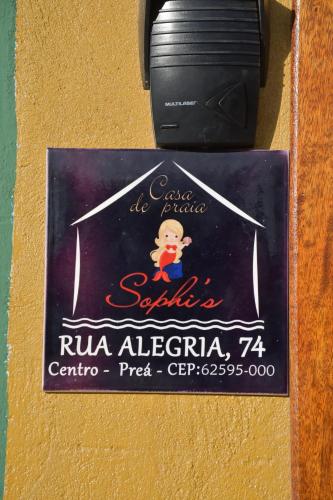 MULTILASER
Casa
de praia
Sophi's
RUA ALEGRIA, 74
Centro - Preá - CEP:62595-000